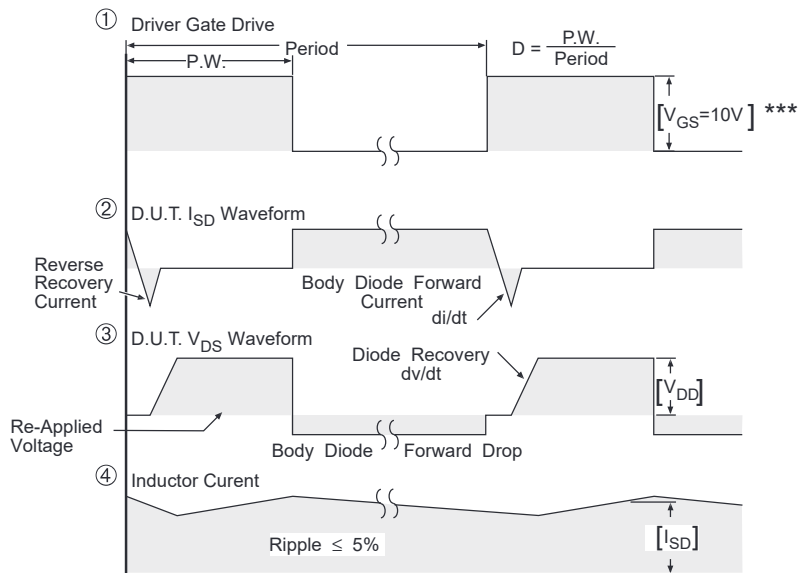 ① Driver Gate Drive
Period
P.W.
D = P.W. / Period
[VGS=10V] ***
② D.U.T. ISD Waveform
Reverse
Recovery
Current
Body Diode Forward
Current
di/dt
③ D.U.T. VDS Waveform
Diode Recovery
dv/dt
[VDD]
Re-Applied
Voltage
Body Diode Forward Drop
④ Inductor Curent
Ripple ≤ 5%
[ISD]